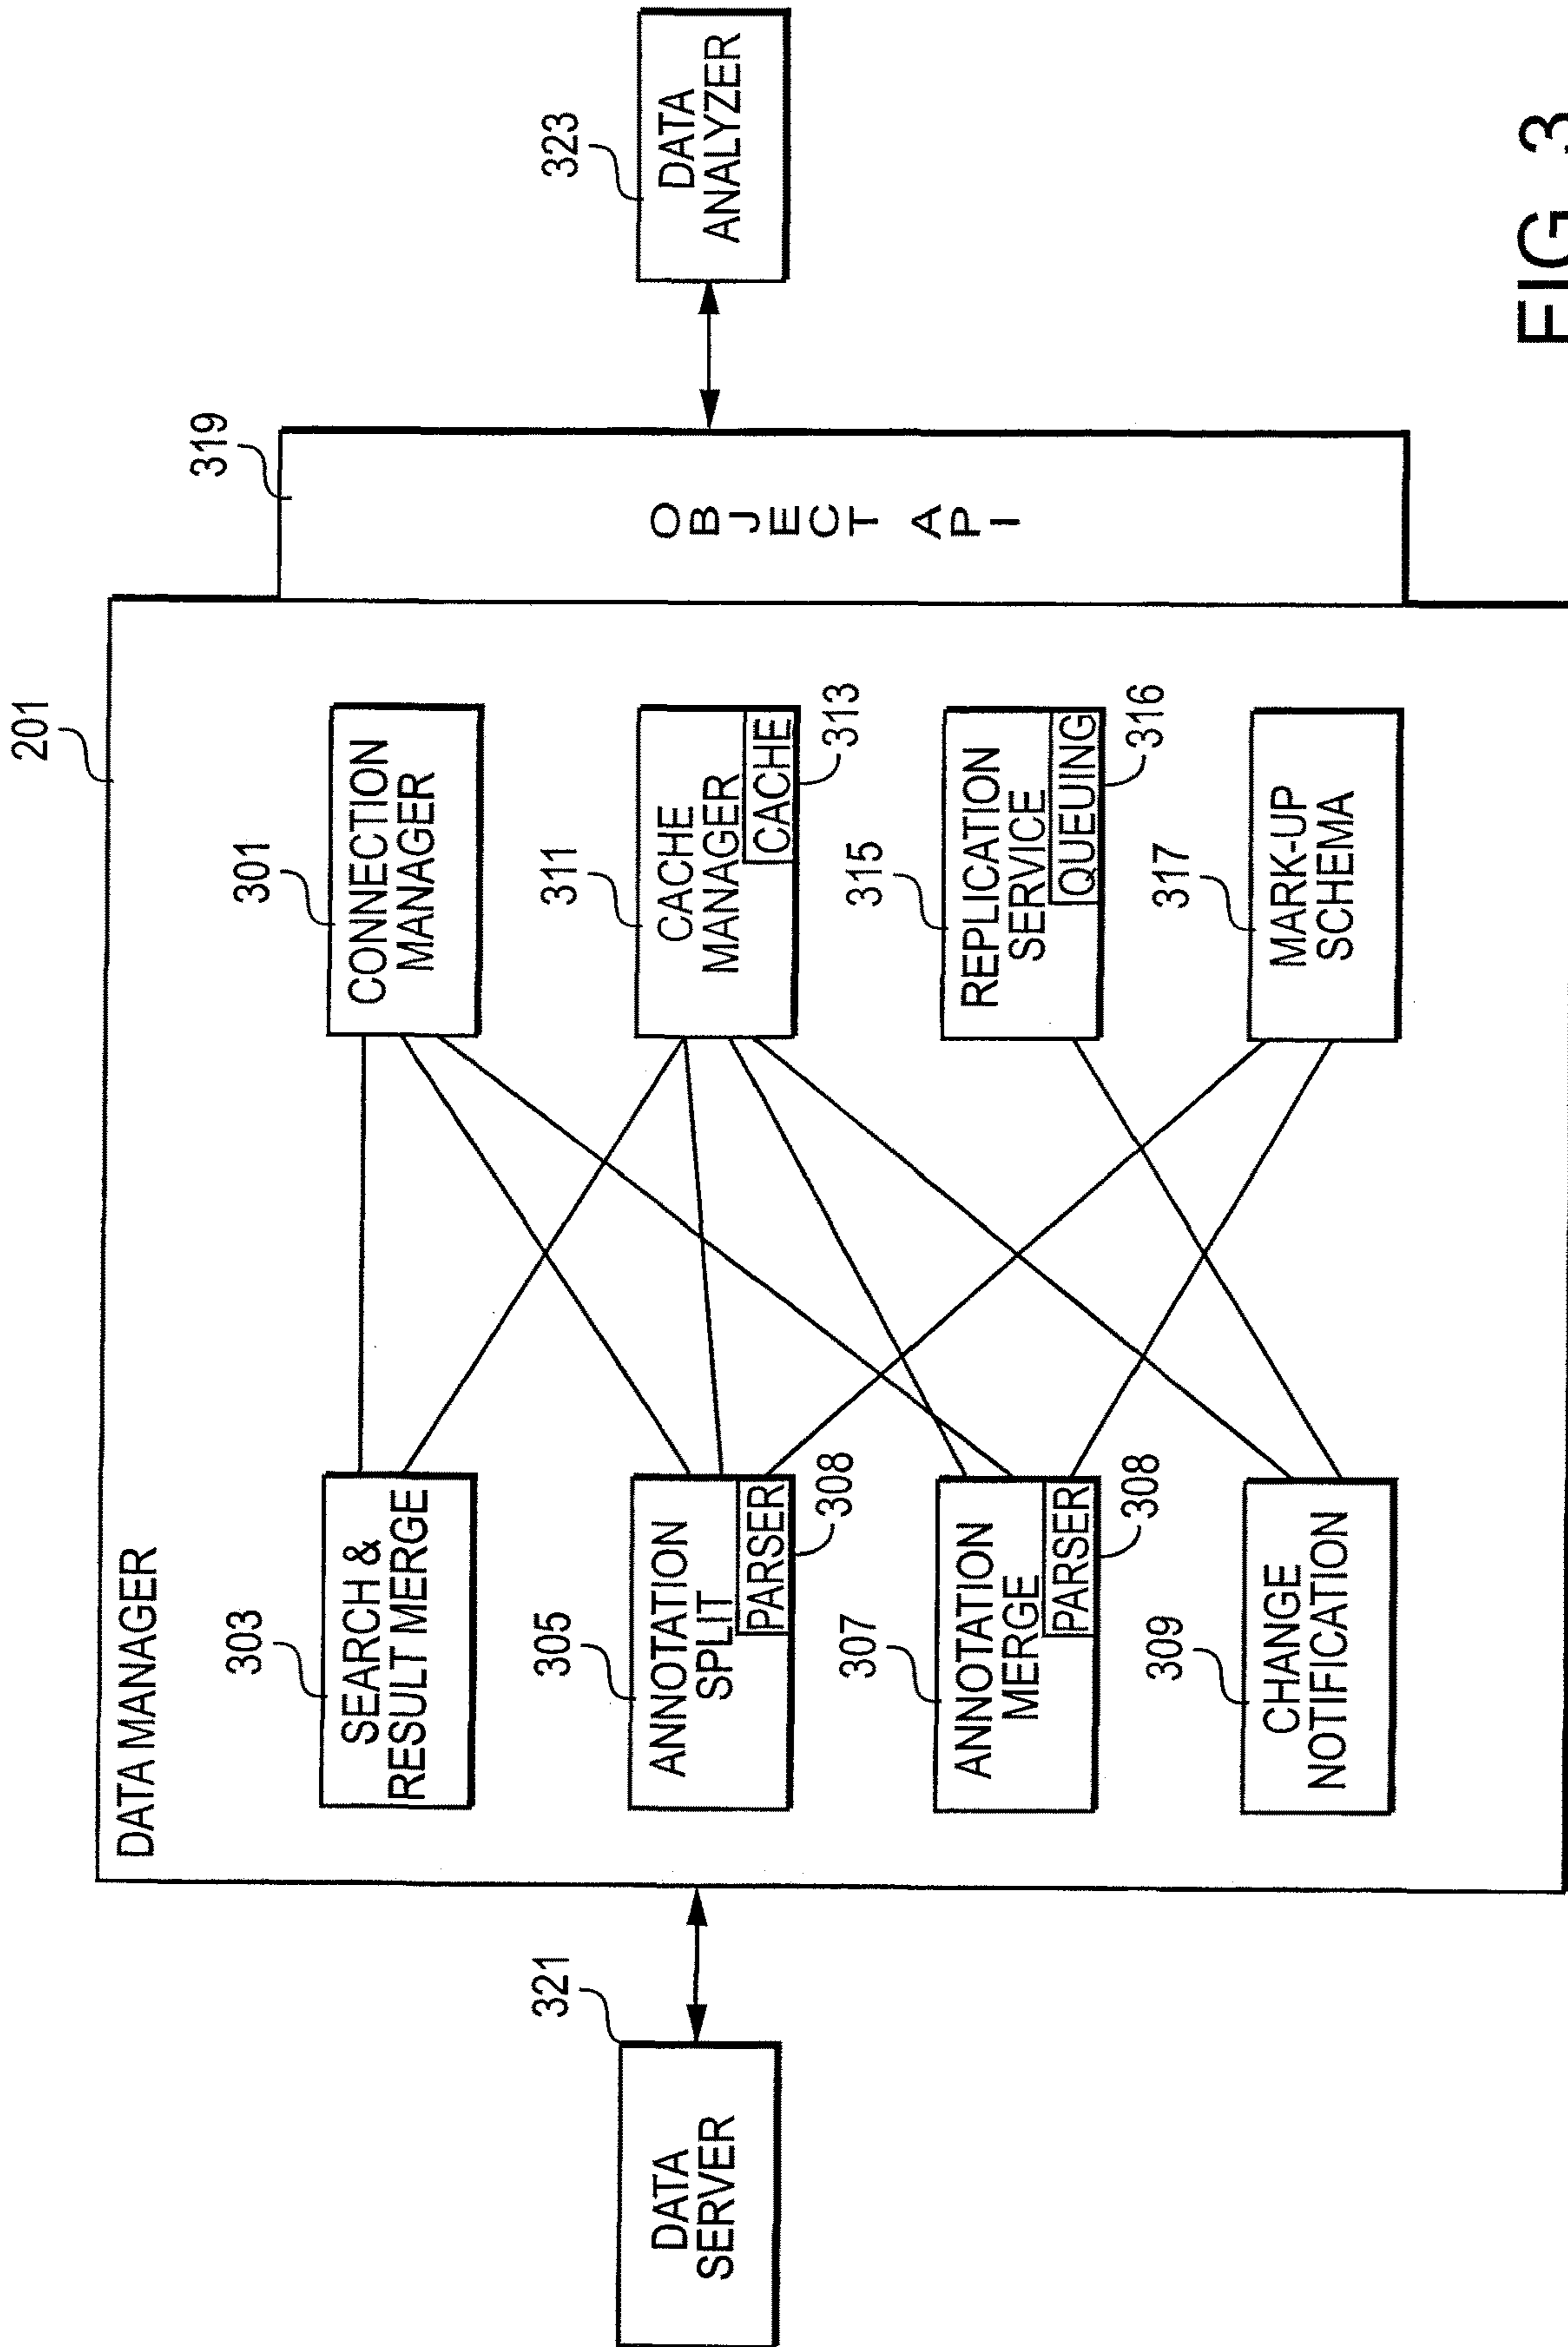 DATA MANAGER
201
303
SEARCH &
RESULT MERGE
305
ANNOTATION
SPLIT
PARSER
308
307
ANNOTATION
MERGE
PARSER
308
309
CHANGE
NOTIFICATION
301
CONNECTION
MANAGER
311
CACHE
MANAGER
CACHE
313
315
REPLICATION
SERVICE
QUEUING
316
317
MARK-UP
SCHEMA
319
OBJECT API
321
DATA
SERVER
323
DATA
ANALYZER
FIG. 3